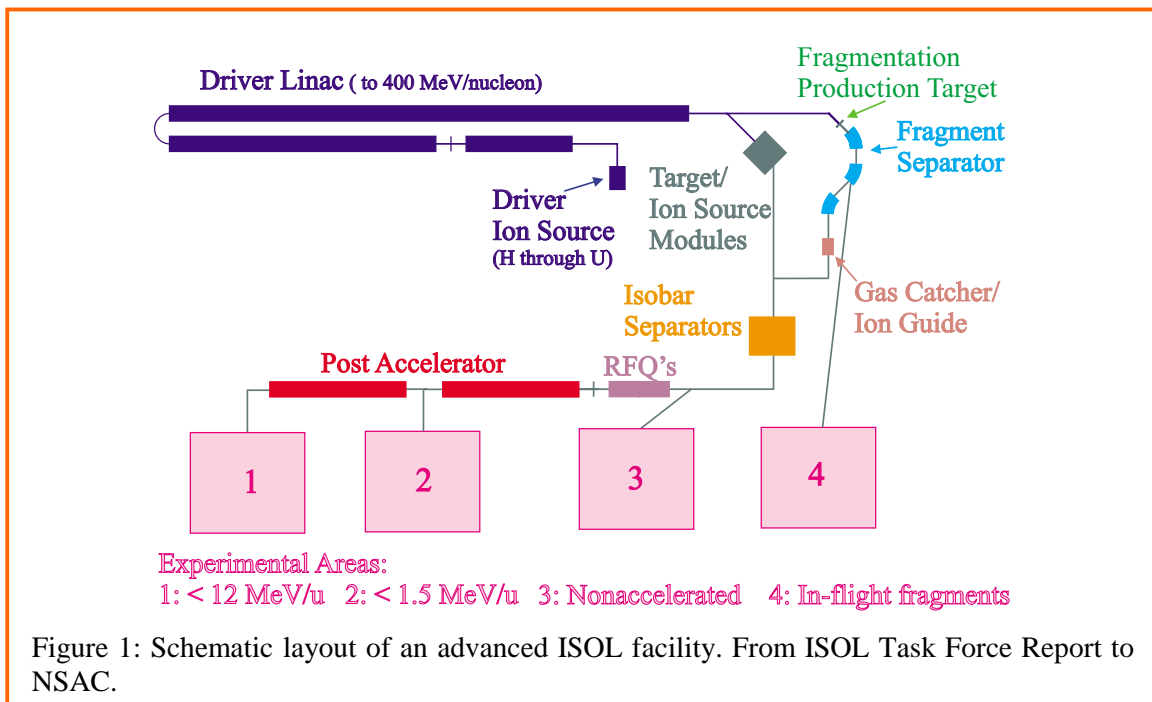 Driver Linac ( to 400 MeV/nucleon)
Fragmentation
Production Target
Fragment
Separator
Target/
Ion Source
Modules
Driver
Ion Source
(H through U)
Gas Catcher/
Ion Guide
Isobar
Separators
Post Accelerator
RFQ's
1
2
3
4
Experimental Areas:
1: < 12 MeV/u 2: < 1.5 MeV/u 3: Nonaccelerated 4: In-flight fragments
Figure 1: Schematic layout of an advanced ISOL facility. From ISOL Task Force Report to
NSAC.